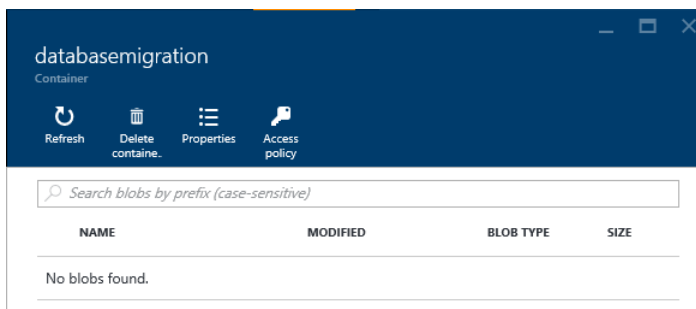 databasemigration
Container
Refresh
Delete
containe..
Properties
Access
policy
Search blobs by prefix (case-sensitive)
NAME MODIFIED BLOB TYPE SIZE
No blobs found.